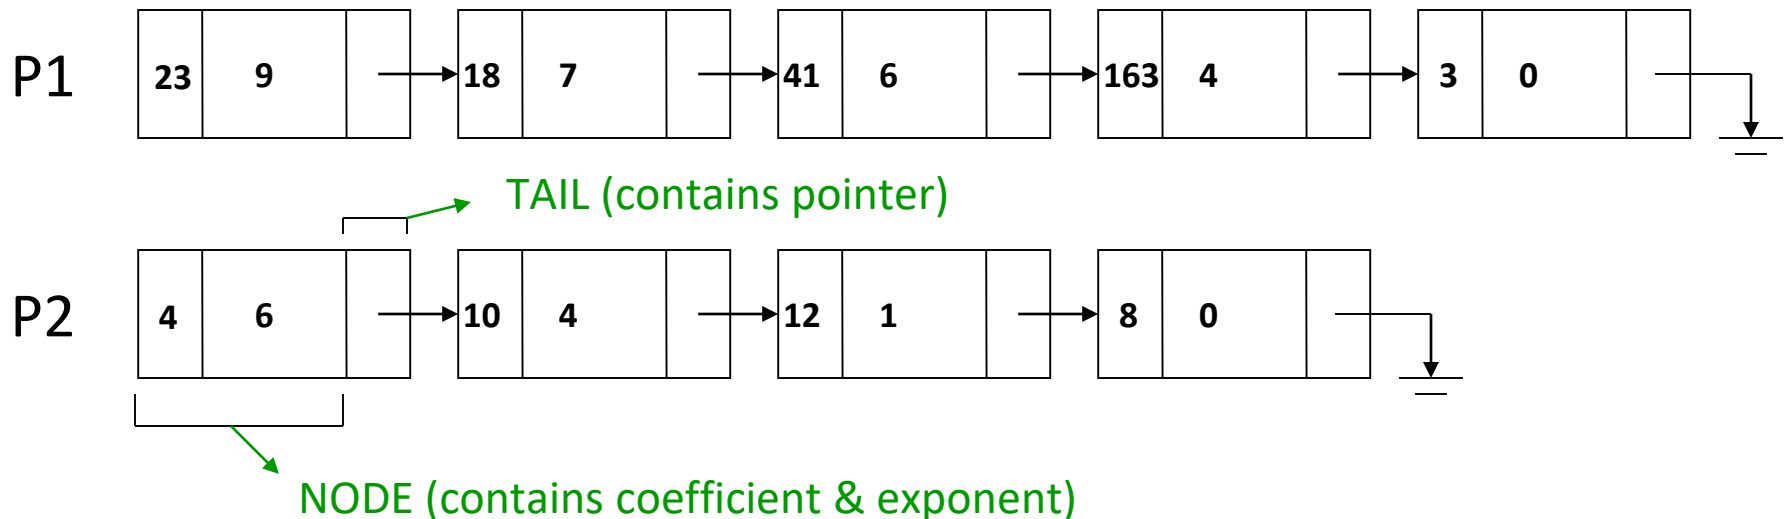 P1 23 9 18 7 41 6 163 4 3 0
TAIL (contains pointer)
P2 4 6 10 4 12 1 8 0
NODE (contains coefficient & exponent)